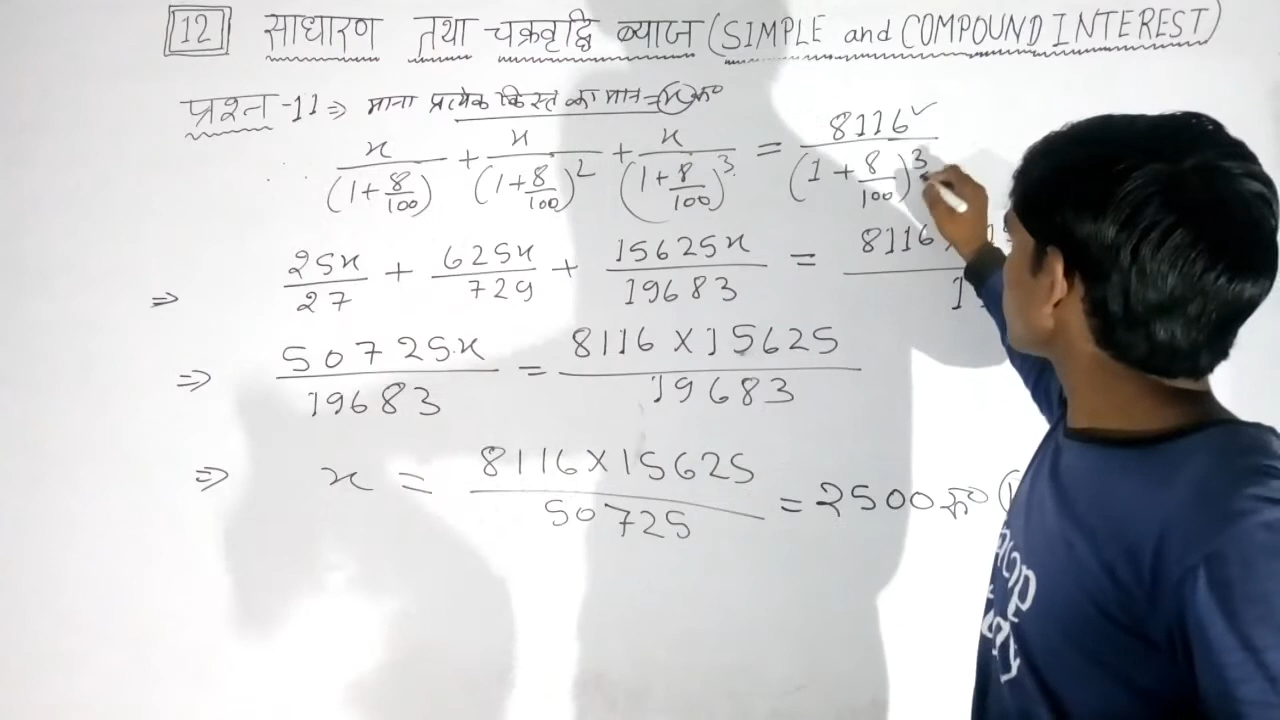 12 साधारण तथा चक्रवृद्धि ब्याज (SIMPLE and COMPOUND INTEREST)
प्रश्न-11 ⇒ माना प्रत्येक किस्त का मान = x रु०
x/(1+8/100) + x/(1+8/100)² + x/(1+8/100)³ = 8116/(1+8/100)³ ✓
⇒ 25x/27 + 625x/729 + 15625x/19683 = 8116
⇒ 50725x/19683 = 8116×15625/19683
⇒ x = 8116×15625/50725 = 2500 रु०